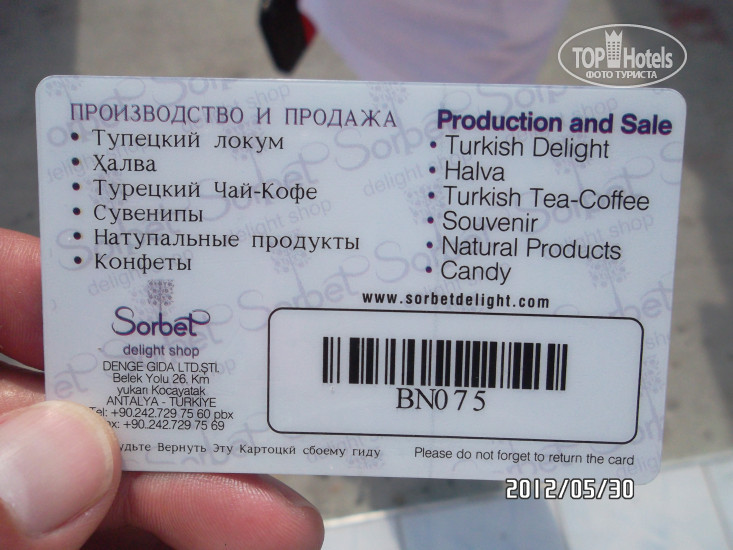 TOP Hotels
ФОТО ТУРИСТА
ПРОИЗВОДСТВО И ПРОДАЖА
• Тупецкий локум
• Халва
• Турецкий Чай-Кофе
• Сувенипы
• Натупальные продукты
• Конфеты
Production and Sale
• Turkish Delight
• Halva
• Turkish Tea-Coffee
• Souvenir
• Natural Products
• Candy
www.sorbetdelight.com
Sorbet
delight shop
DENGE GIDA LTD.ŞTİ.
Belek Yolu 26. Km
yukarı Kocayatak
ANTALYA - TÜRKİYE
Tel: +90.242.729 75 60 pbx
+90.242.729 75 69
BN075
Вернуть Эту Картоцки сбоему гиду
Please do not forget to return the card
2012/05/30